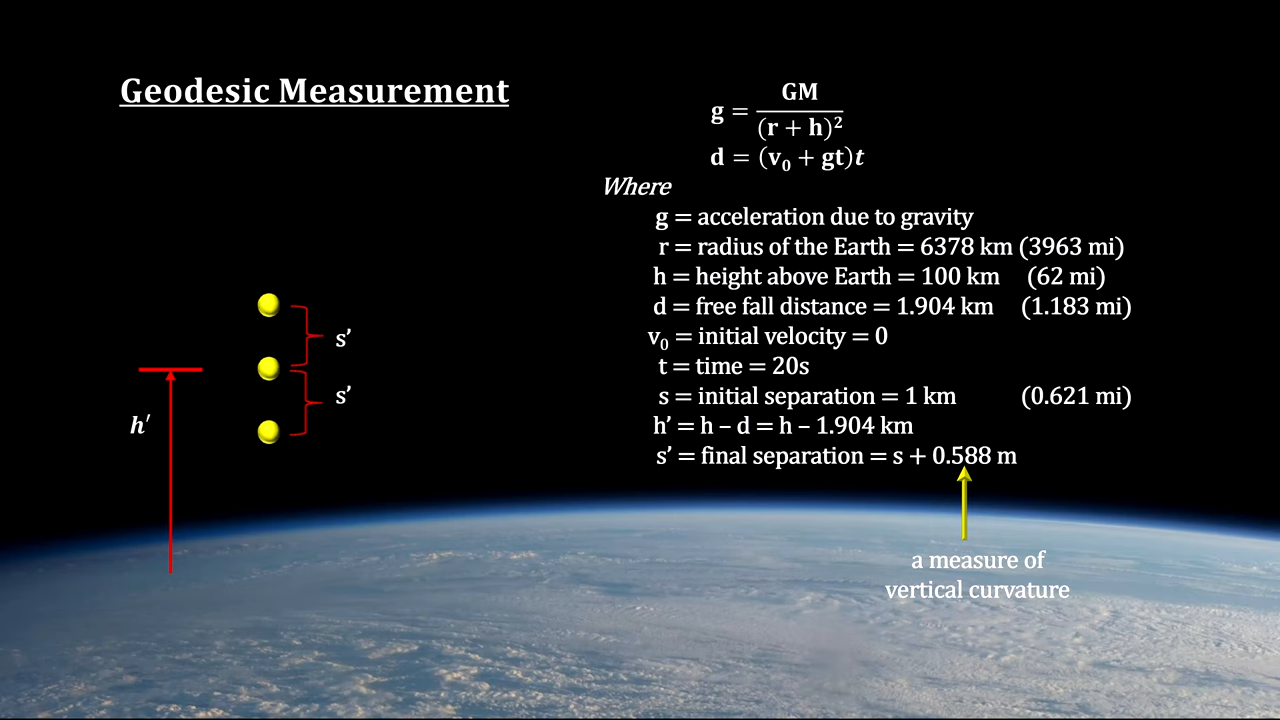 Geodesic Measurement
g = GM / (r + h)²
d = (v₀ + gt)t
Where
g = acceleration due to gravity
r = radius of the Earth = 6378 km (3963 mi)
h = height above Earth = 100 km (62 mi)
d = free fall distance = 1.904 km (1.183 mi)
v₀ = initial velocity = 0
t = time = 20s
s = initial separation = 1 km (0.621 mi)
h’ = h – d = h – 1.904 km
s’ = final separation = s + 0.588 m
s’
s’
h′
a measure of
vertical curvature